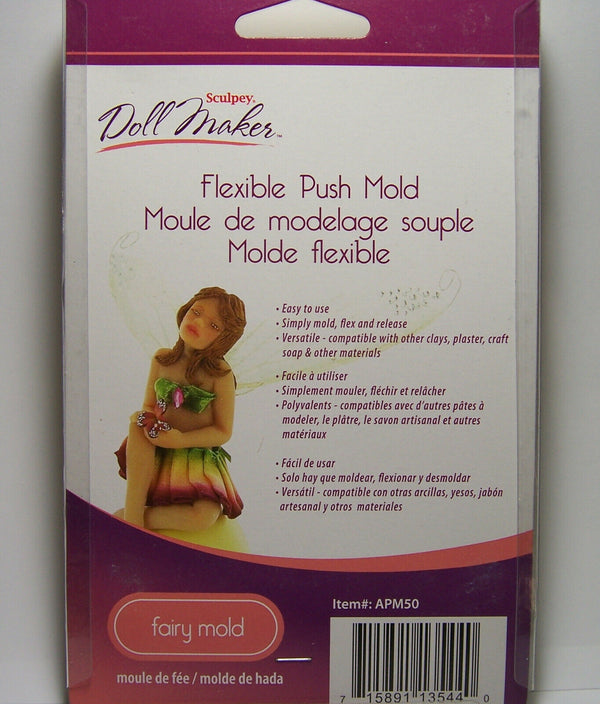 Sculpey®
Doll Maker™
Flexible Push Mold
Moule de modelage souple
Molde flexible
• Easy to use
• Simply mold, flex and release
• Versatile - compatible with other clays, plaster, craft
soap & other materials
• Facile à utiliser
• Simplement mouler, fléchir et relâcher
• Polyvalents - compatibles avec d'autres pâtes à
modeler, le plâtre, le savon artisanal et autres
matériaux
• Fácil de usar
• Solo hay que moldear, flexionar y desmoldar
• Versátil - compatible con otras arcillas, yesos, jabón
artesanal y otros materiales
Item#: APM50
fairy mold
moule de fée / molde de hada
7 15891 13544 0